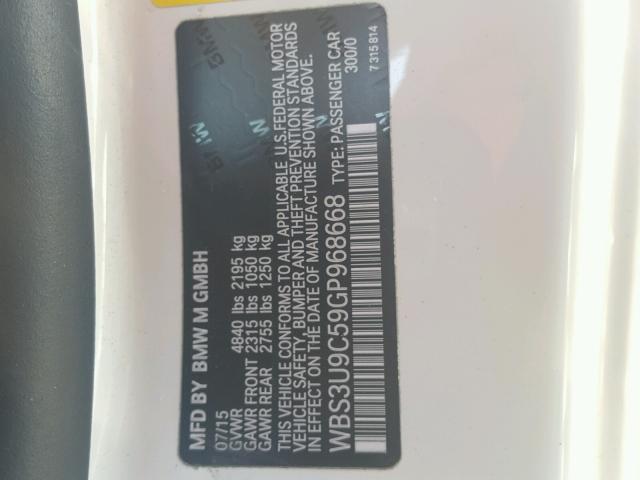 MFD BY BMW M GMBH
07/15
GVWR 4840 lbs 2195 kg
GAWR FRONT 2315 lbs 1050 kg
GAWR REAR 2755 lbs 1250 kg
THIS VEHICLE CONFORMS TO ALL APPLICABLE U.S.FEDERAL MOTOR
VEHICLE SAFETY, BUMPER AND THEFT PREVENTION STANDARDS
IN EFFECT ON THE DATE OF MANUFACTURE SHOWN ABOVE.
WBS3U9C59GP968668 TYPE: PASSENGER CAR
300/0
7315814